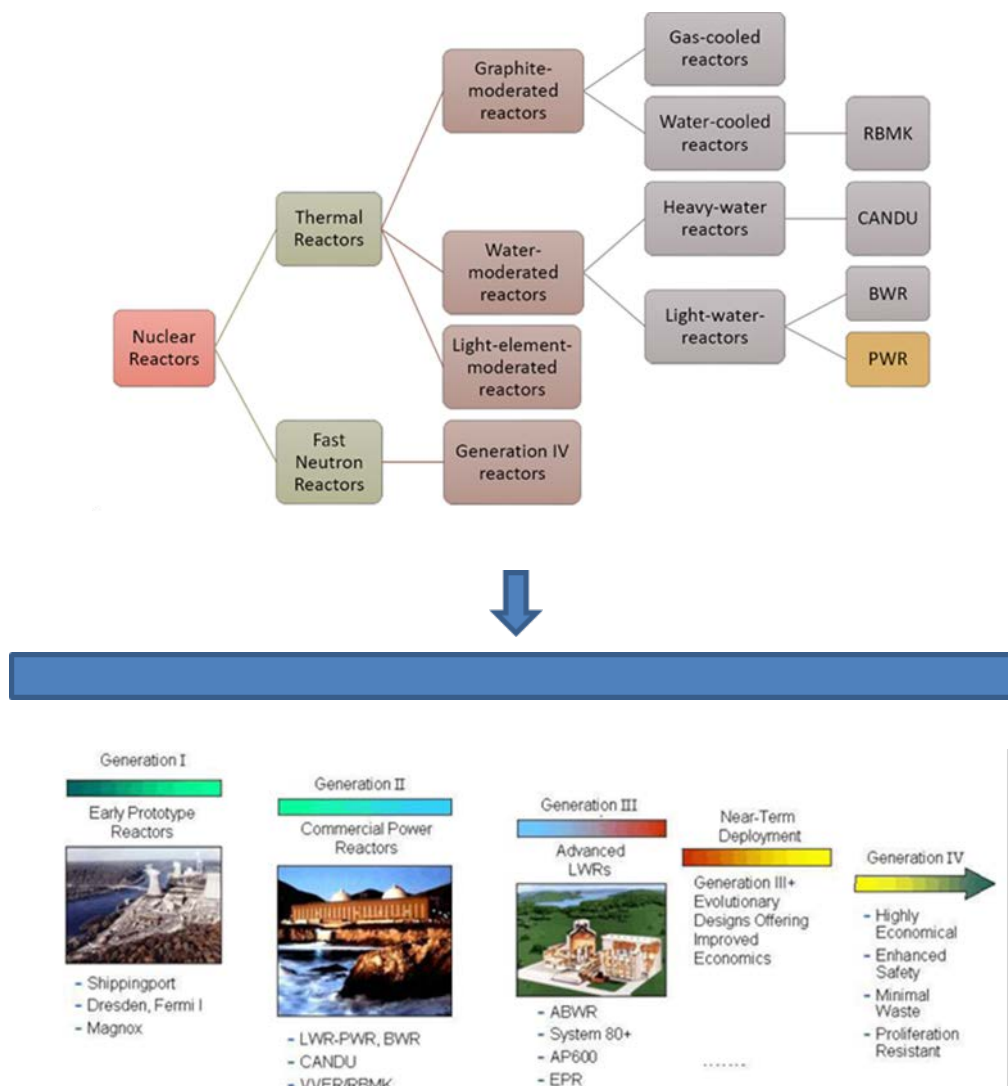 Gas-cooled
reactors
Graphite-
moderated
reactors
Water-cooled
reactors
RBMK
Thermal
Reactors
Heavy-water
reactors
CANDU
Water-
moderated
reactors
BWR
Light-water-
reactors
PWR
Nuclear
Reactors
Light-element-
moderated
reactors
Fast
Neutron
Reactors
Generation IV
reactors
Generation I
Early Prototype
Reactors
- Shippingport
- Dresden, Fermi I
- Magnox
Generation II
Commercial Power
Reactors
- LWR-PWR, BWR
- CANDU
- VVER/RBMK
Generation III
Advanced
LWRs
- ABWR
- System 80+
- AP600
- EPR
Near-Term
Deployment
Generation III+
Evolutionary
Designs Offering
Improved
Economics
.......
Generation IV
- Highly
Economical
- Enhanced
Safety
- Minimal
Waste
- Proliferation
Resistant